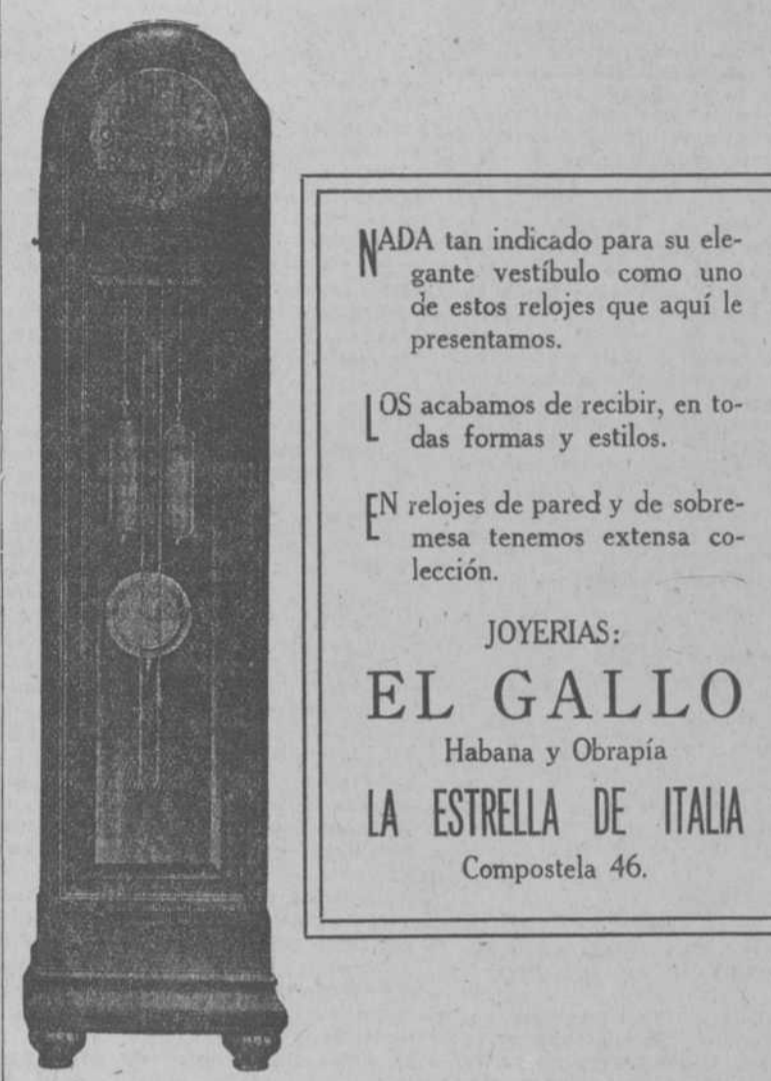 NADA tan indicado para su ele-
gante vestíbulo como uno
de estos relojes que aquí le
presentamos.
LOS acabamos de recibir, en to-
das formas y estilos.
EN relojes de pared y de sobre-
mesa tenemos extensa co-
lección.
JOYERIAS:
EL GALLO
Habana y Obrapía
LA ESTRELLA DE ITALIA
Compostela 46.